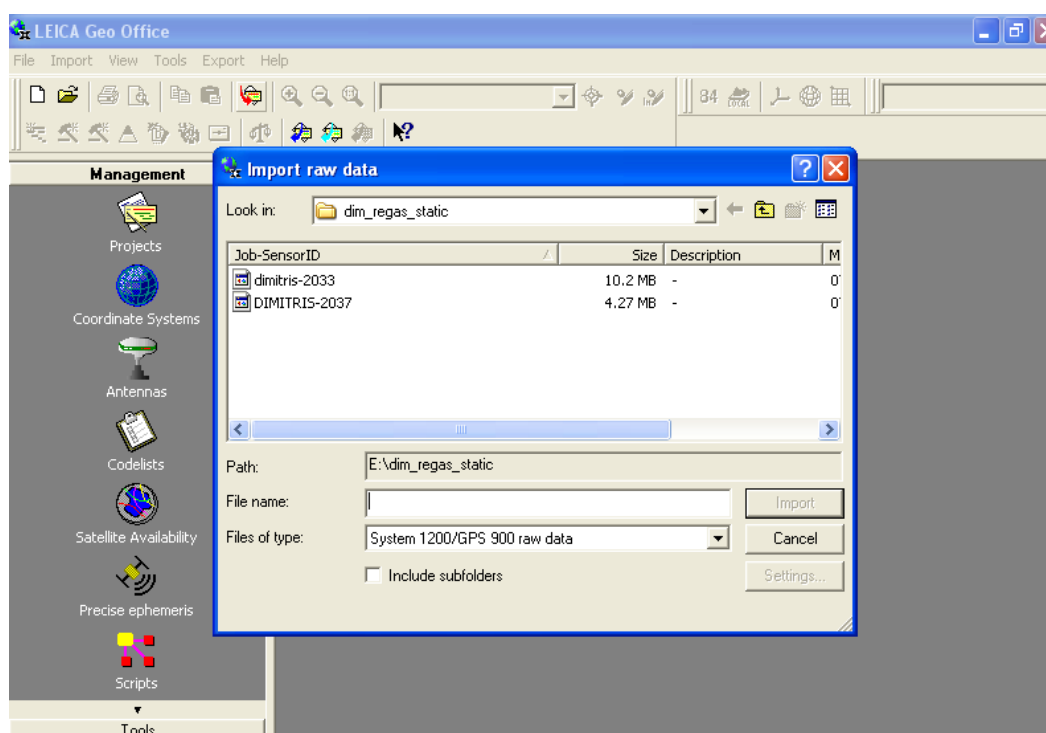 LEICA Geo Office
File Import View Tools Export Help
84 LOCAL
Management
Projects
Coordinate Systems
Antennas
Codelists
Satellite Availability
Precise ephemeris
Scripts
Tools
Import raw data
Look in: dim_regas_static
Job-SensorID Size Description M
dimitris-2033 10.2 MB - 0
DIMITRIS-2037 4.27 MB - 0
Path: E:\dim_regas_static
File name: Import
Files of type: System 1200/GPS 900 raw data Cancel
Include subfolders Settings...